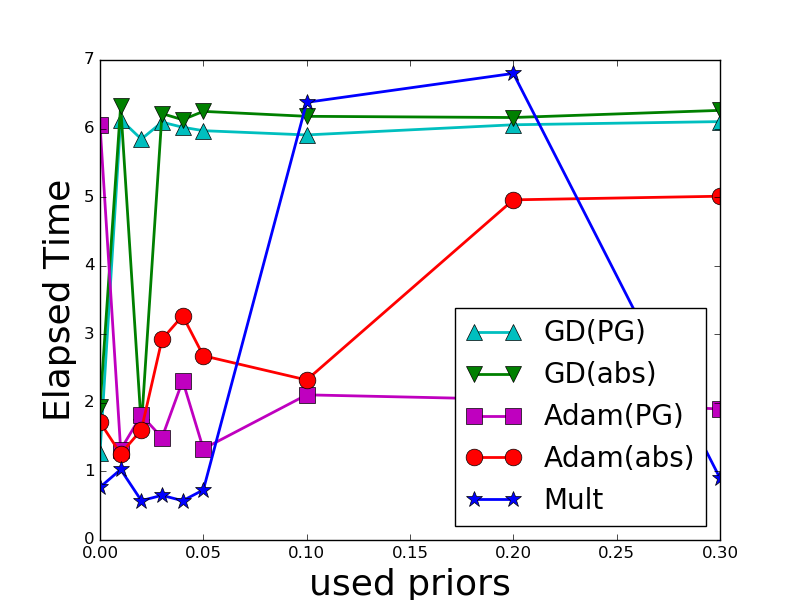 7
6
5
4
3
2
1
0
Elapsed Time
GD(PG)
GD(abs)
Adam(PG)
Adam(abs)
Mult
0.00 0.05 0.10 0.15 0.20 0.25 0.30
used priors